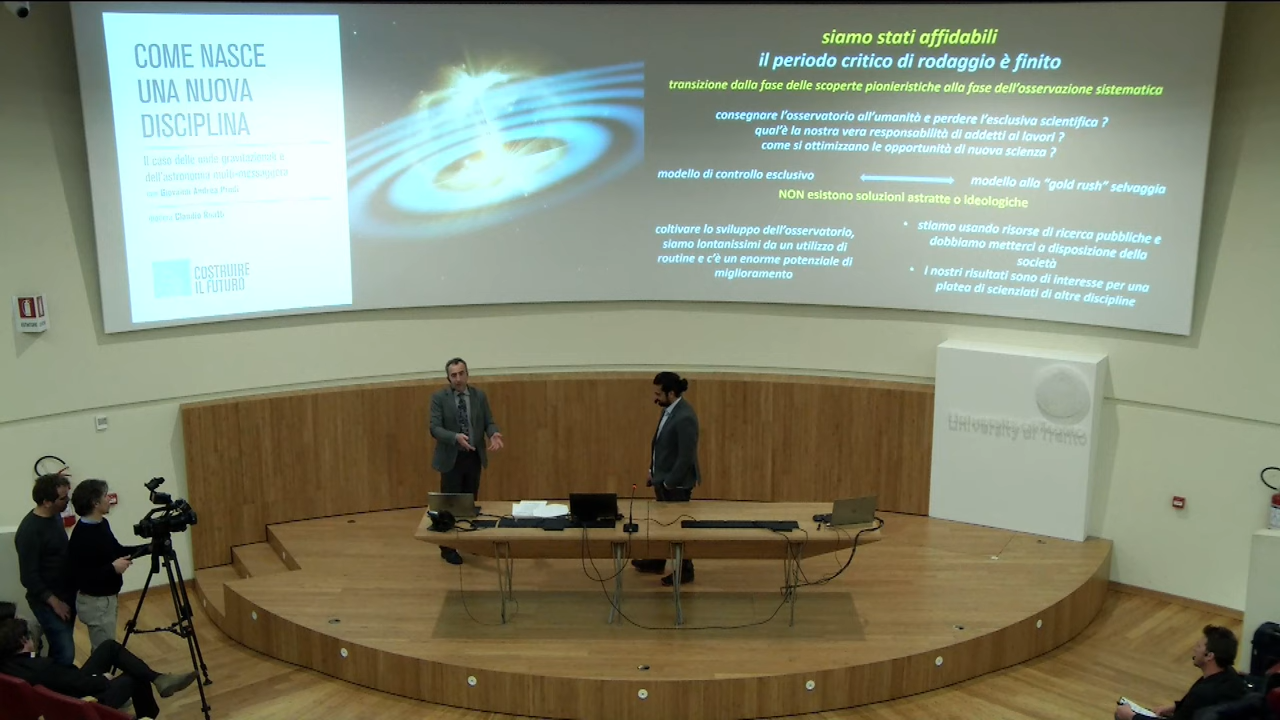 COME NASCE
UNA NUOVA
DISCIPLINA
Il caso delle onde gravitazionali e
dell'astronomia multi-messaggera
con Giovanni Andrea Prodi
Claudia
COSTRUIRE
IL FUTURO
siamo stati affidabili
il periodo critico di rodaggio è finito
transizione dalla fase delle scoperte pionieristiche alla fase dell'osservazione sistematica
consegnare l'osservatorio all'umanità e perdere l'esclusiva scientifica ?
qual'è la nostra vera responsabilità di addetti ai lavori ?
come si ottimizzano le opportunità di nuova scienza ?
modello di controllo esclusivo
modello alla "gold rush" selvaggia
NON esistono soluzioni astratte o ideologiche
coltivare lo sviluppo dell'osservatorio,
siamo lontanissimi da un utilizzo di
routine e c'è un enorme potenziale di
miglioramento
• stiamo usando risorse di ricerca pubbliche e
dobbiamo metterci a disposizione della
società
• I nostri risultati sono di interesse per una
platea di scienziati di altre discipline
University of Trento